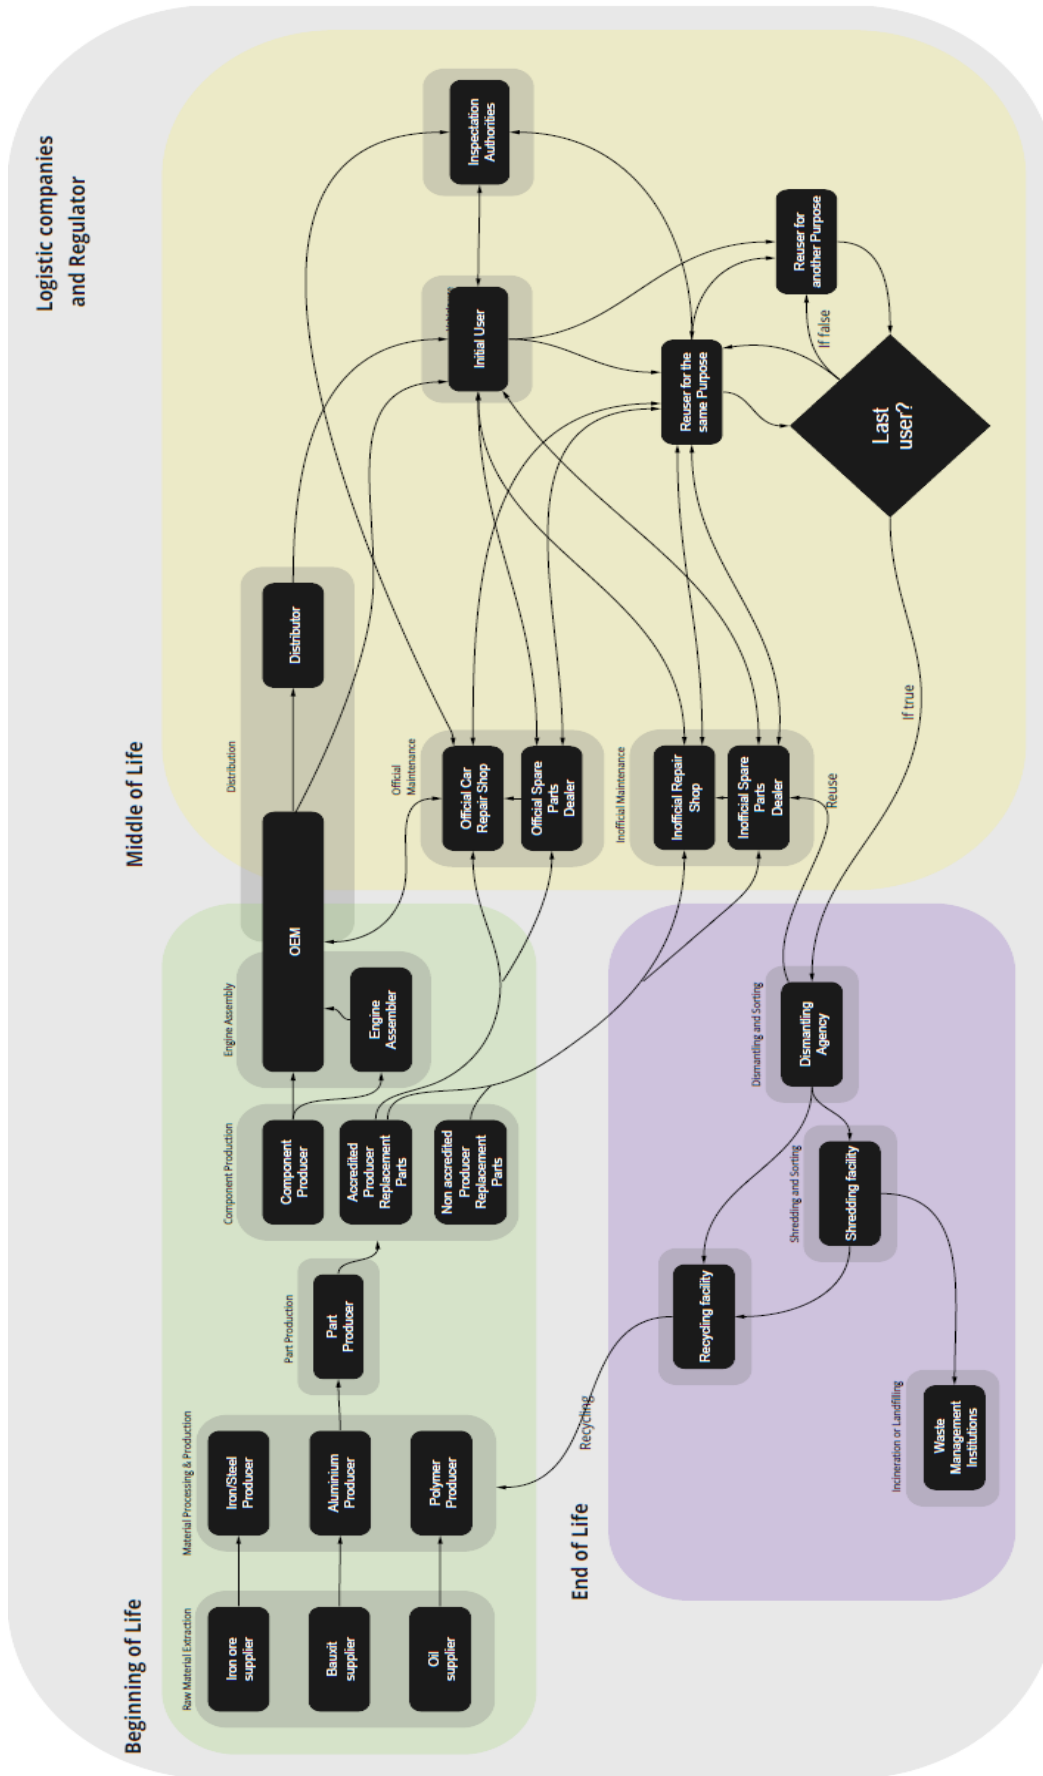 Logistic companies
and Regulator
Beginning of Life
Middle of Life
End of Life
Raw Material Extraction
Iron ore
supplier
Bauxit
supplier
Oil
supplier
Material Processing & Production
Iron/Steel
Producer
Aluminium
Producer
Polymer
Producer
Part Production
Part
Producer
Component Production
Component
Producer
Accredited
Producer
Replacement
Parts
Non accredited
Producer
Replacement
Parts
Engine Assembly
OEM
Engine
Assembler
Distribution
Distributor
Official
Maintenance
Official Car
Repair Shop
Official Spare
Parts
Dealer
Inofficial Maintenance
Inofficial Repair
Shop
Inofficial Spare
Parts
Dealer
Initial User
Inspectation
Authorities
Reuser for the
same Purpose
Reuser for
another Purpose
If false
Last
user?
If true
Reuse
Dismantling and Sorting
Dismantling
Agency
Shredding and Sorting
Shredding facility
Recycling facility
Recycling
Incineration or Landfilling
Waste
Management
Institutions